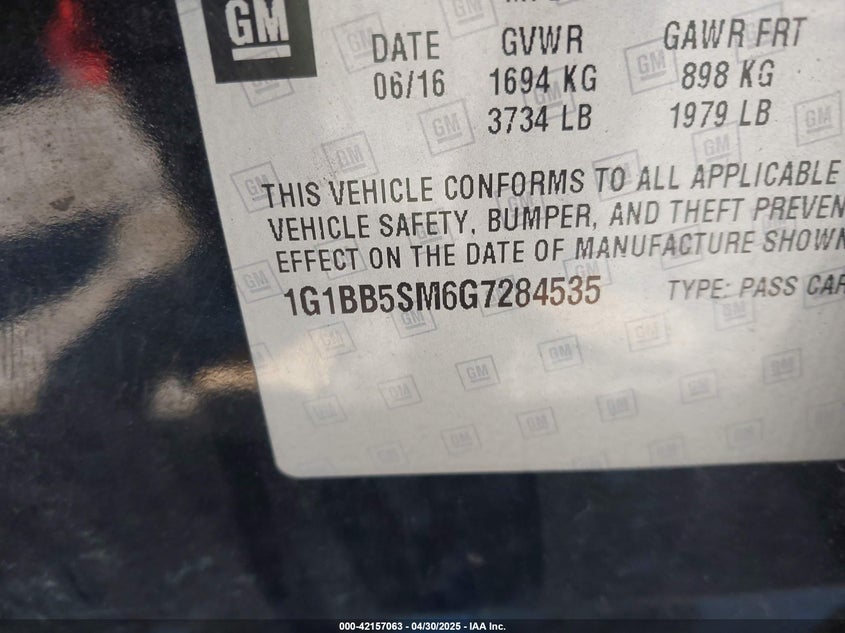 GM
DATE GVWR GAWR FRT
06/16 1694 KG 898 KG
3734 LB 1979 LB
THIS VEHICLE CONFORMS TO ALL APPLICABLE
VEHICLE SAFETY, BUMPER, AND THEFT
EFFECT ON THE DATE OF MANUFACTURE SHOWN
1G1BB5SM6G7284535 TYPE: PASS CAR
000-42157063 - 04/30/2025 - IAA Inc.